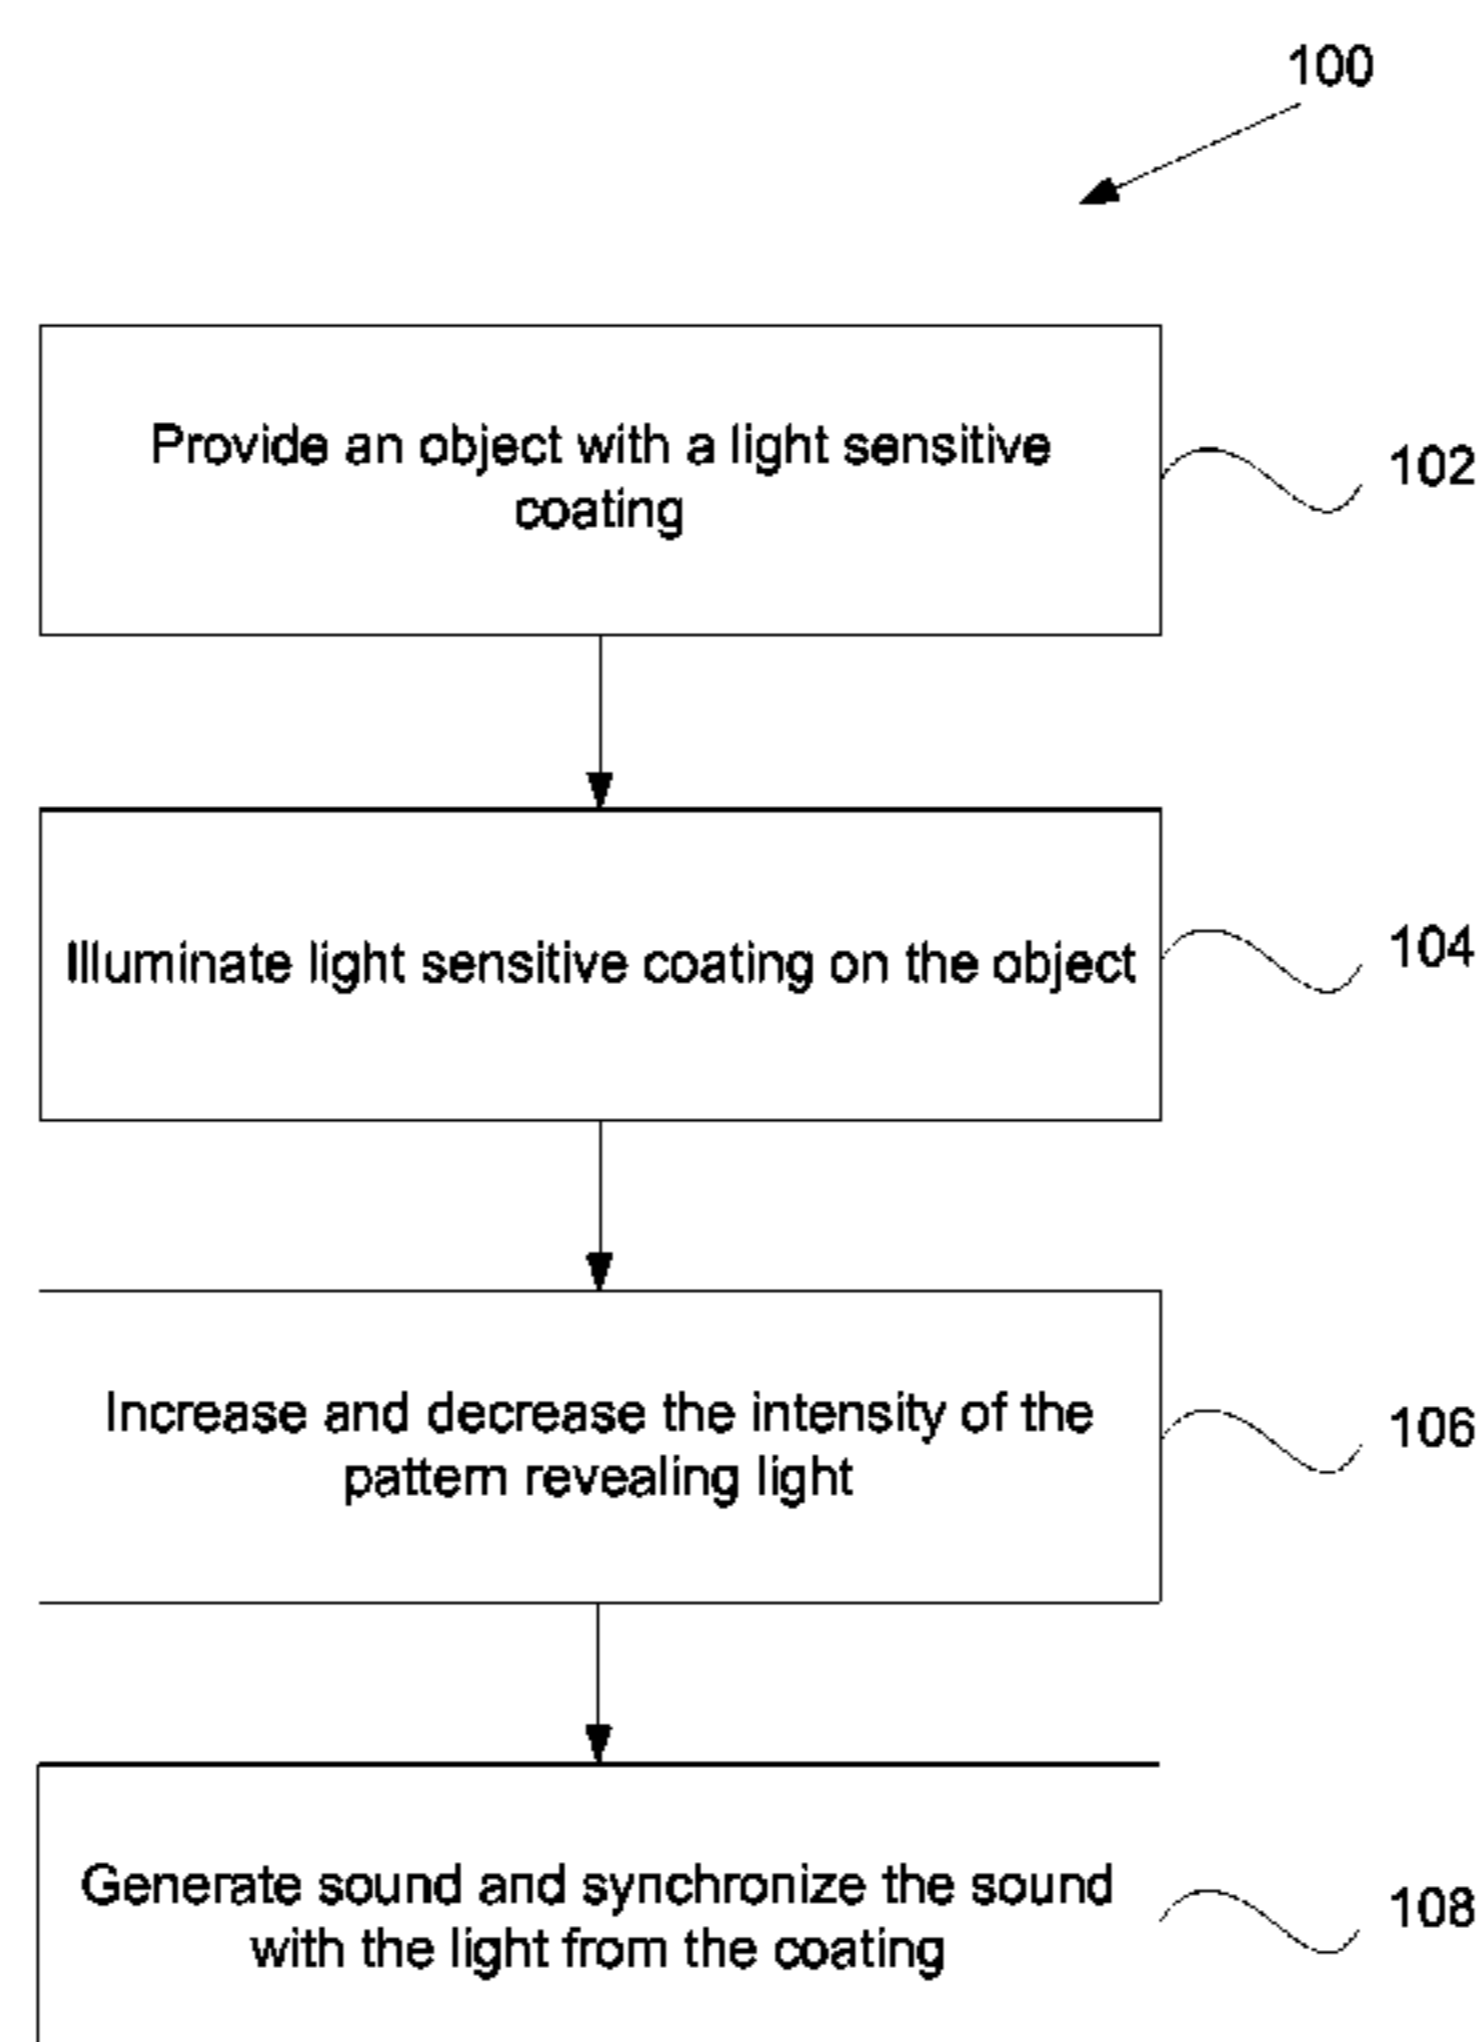 100
Provide an object with a light sensitive
coating
102
Illuminate light sensitive coating on the object
104
Increase and decrease the intensity of the
pattern revealing light
106
Generate sound and synchronize the sound
with the light from the coating
108